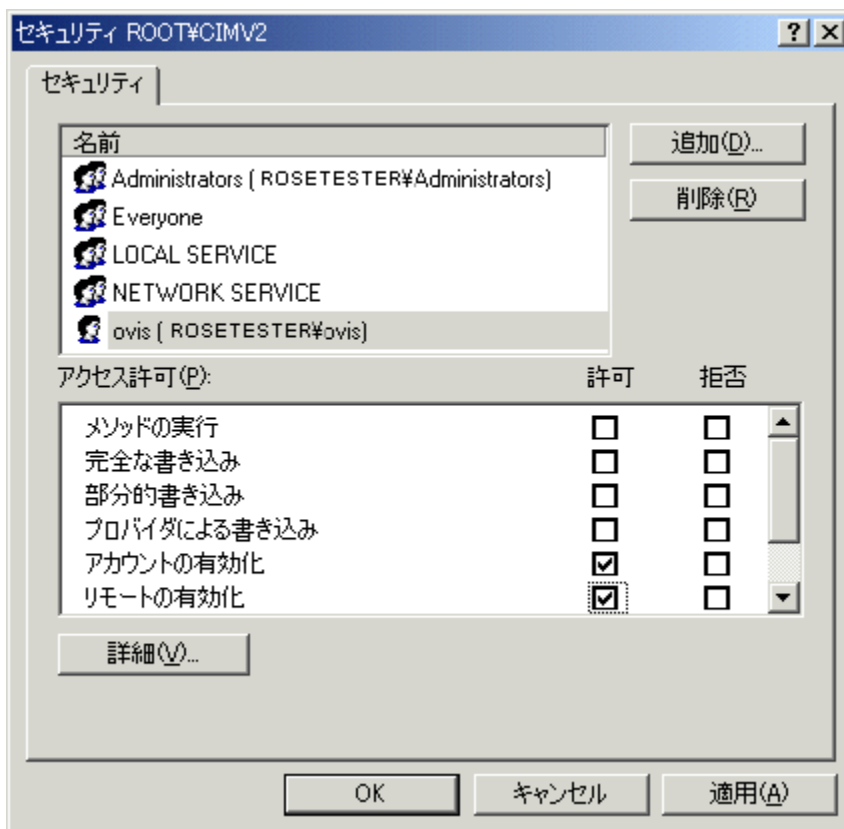 セキュリティ ROOT¥CIMV2
セキュリティ
名前
追加(D)...
Administrators ( ROSETESTER¥Administrators)
削除(R)
Everyone
LOCAL SERVICE
NETWORK SERVICE
ovis ( ROSETESTER¥ovis)
アクセス許可(P): 許可 拒否
メソッドの実行
完全な書き込み
部分的書き込み
プロバイダによる書き込み
アカウントの有効化
リモートの有効化
詳細(V)...
OK キャンセル 適用(A)